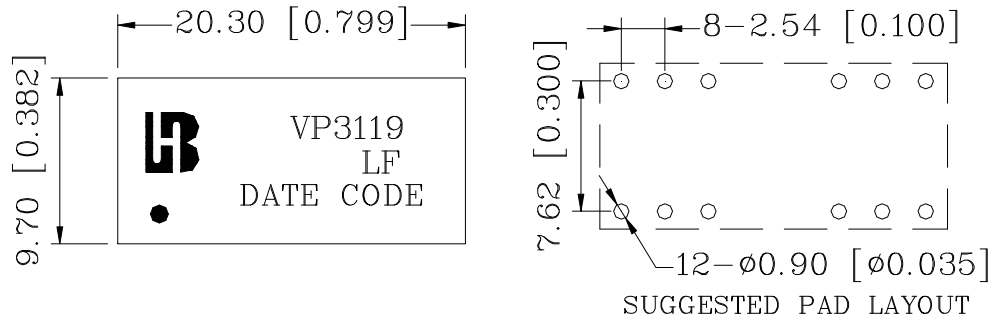 20.30 [0.799]
9.70 [0.382]
VP3119
LF
DATE CODE
8-2.54 [0.100]
7.62 [0.300]
12-ø0.90 [ø0.035]
SUGGESTED PAD LAYOUT